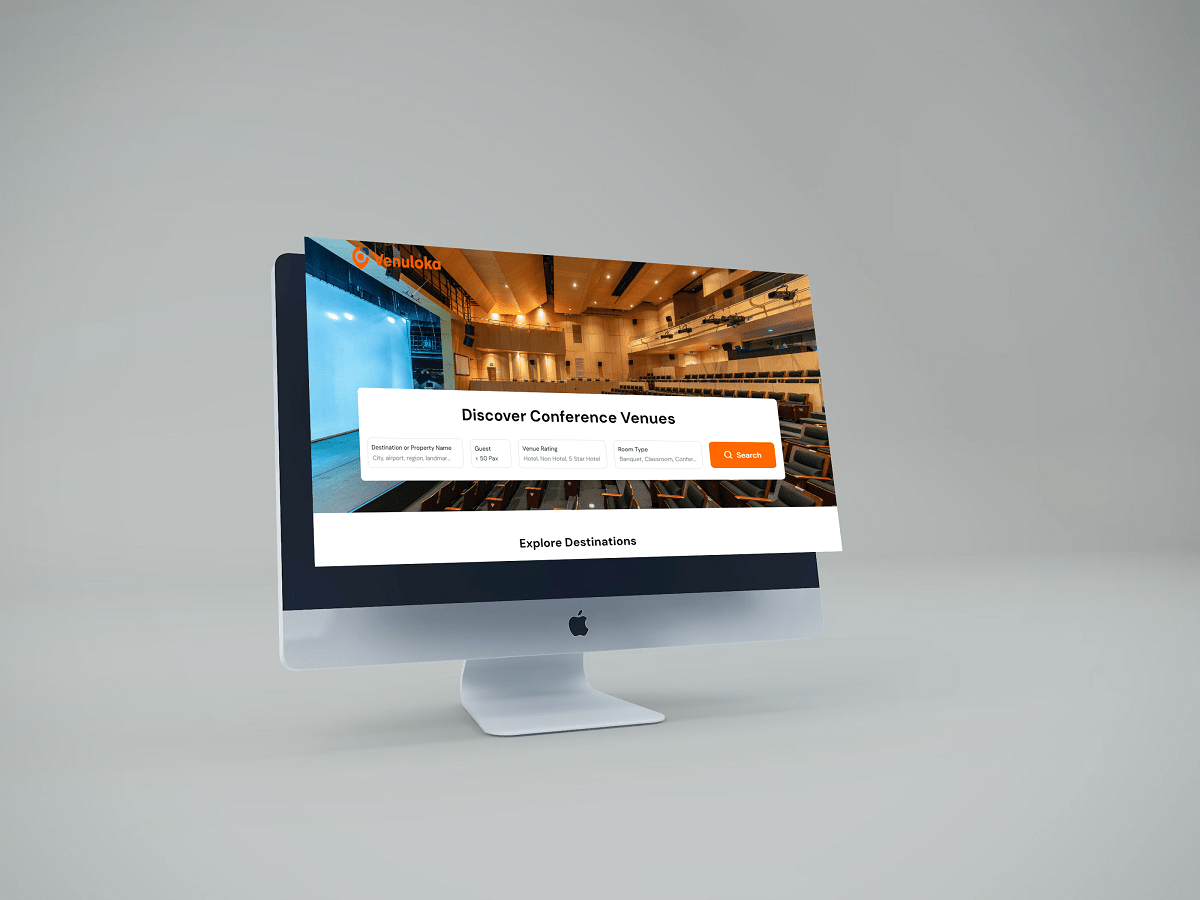 Venuloka
Discover Conference Venues
Destination or Property Name
City, airport, region, landmar...
Guest
< 50 Pax
Venue Rating
Hotel, Non Hotel, 5 Star Hotel
Room Type
Banquet, Classroom, Confer...
Search
Explore Destinations